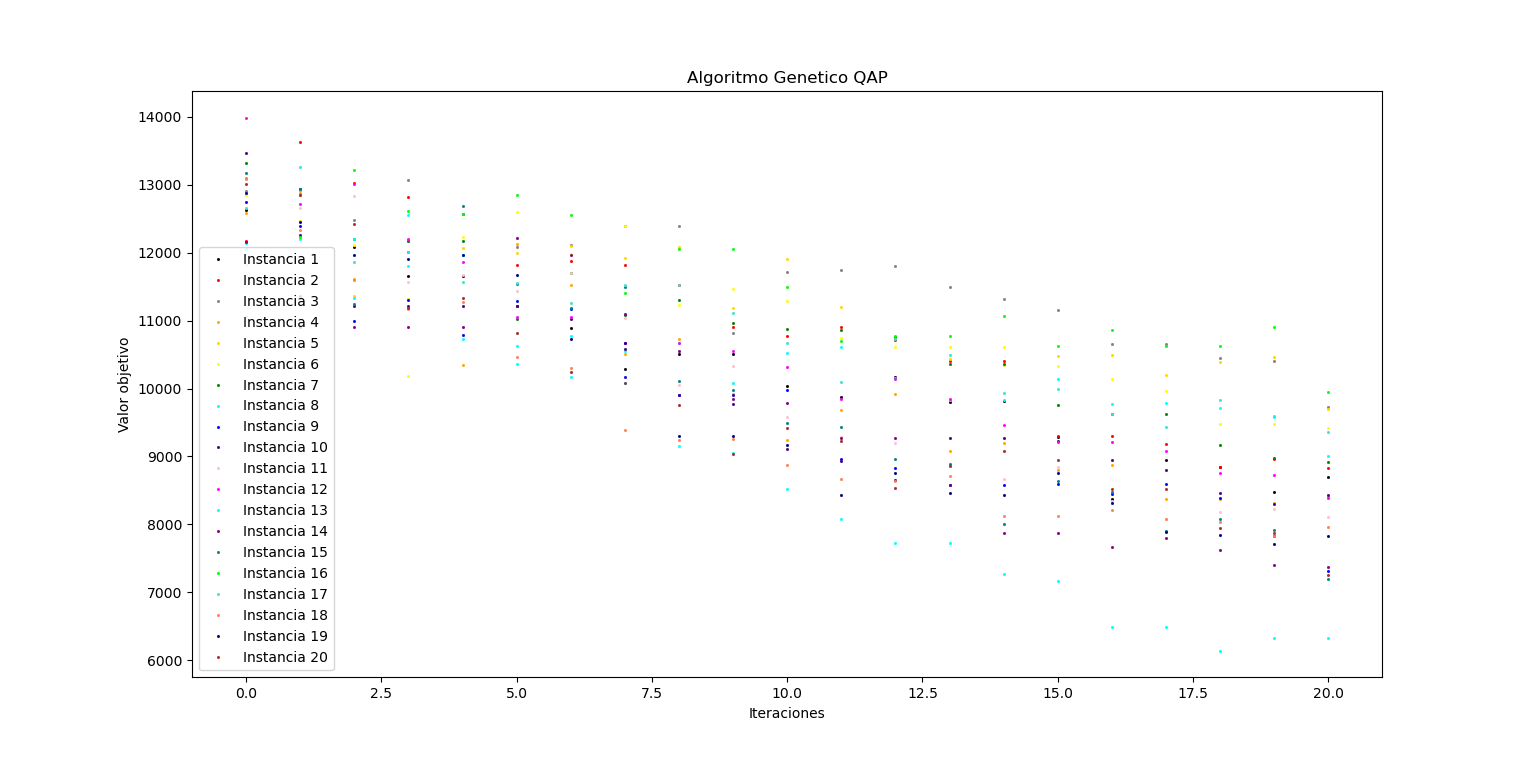 Algoritmo Genetico QAP
14000
13000
12000
11000
10000
9000
8000
7000
6000
Valor objetivo
Instancia 1
Instancia 2
Instancia 3
Instancia 4
Instancia 5
Instancia 6
Instancia 7
Instancia 8
Instancia 9
Instancia 10
Instancia 11
Instancia 12
Instancia 13
Instancia 14
Instancia 15
Instancia 16
Instancia 17
Instancia 18
Instancia 19
Instancia 20
0.0 2.5 5.0 7.5 10.0 12.5 15.0 17.5 20.0
Iteraciones